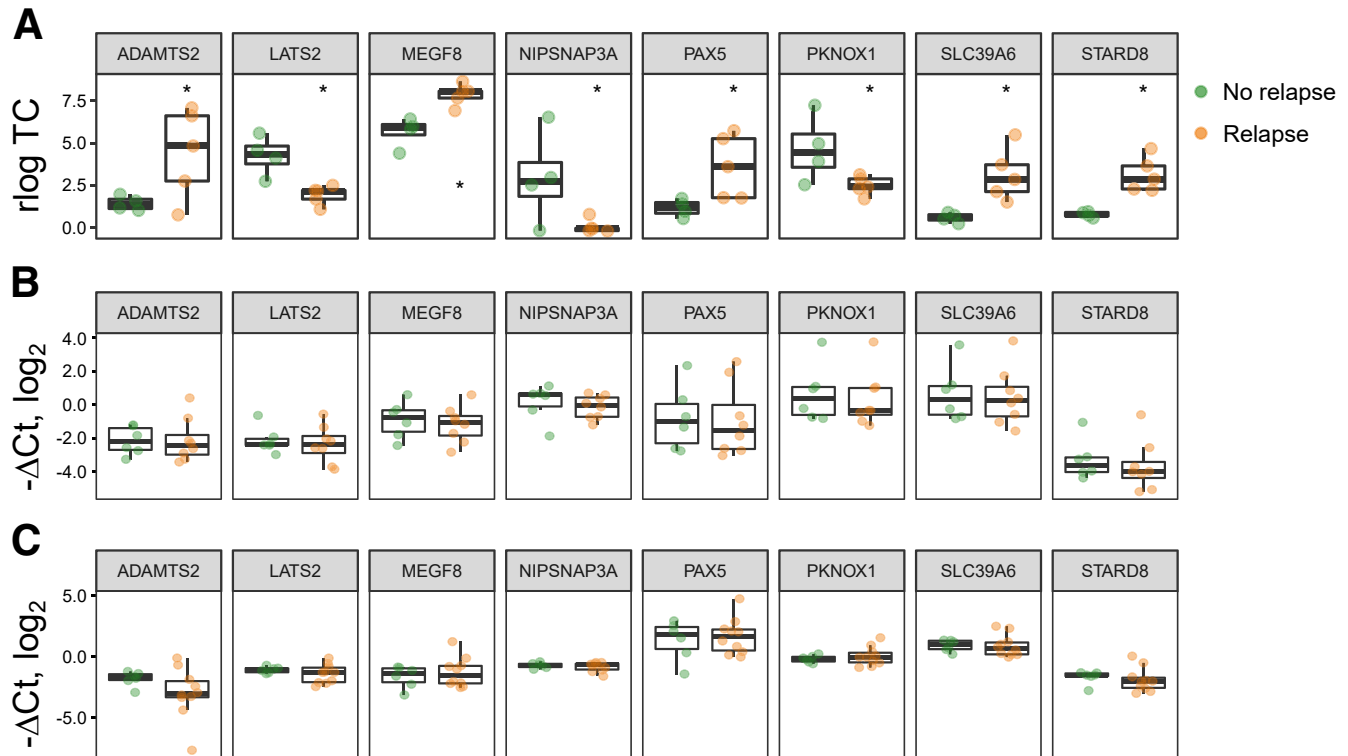 A
ADAMTS2 LATS2 MEGF8 NIPSNAP3A PAX5 PKNOX1 SLC39A6 STARD8
rlog TC
7.5
5.0
2.5
0.0
* * * * * * * *
No relapse
Relapse
B
ADAMTS2 LATS2 MEGF8 NIPSNAP3A PAX5 PKNOX1 SLC39A6 STARD8
-ΔCt, log₂
4.0
2.0
0.0
-2.0
-4.0
C
ADAMTS2 LATS2 MEGF8 NIPSNAP3A PAX5 PKNOX1 SLC39A6 STARD8
-ΔCt, log₂
5.0
0.0
-5.0